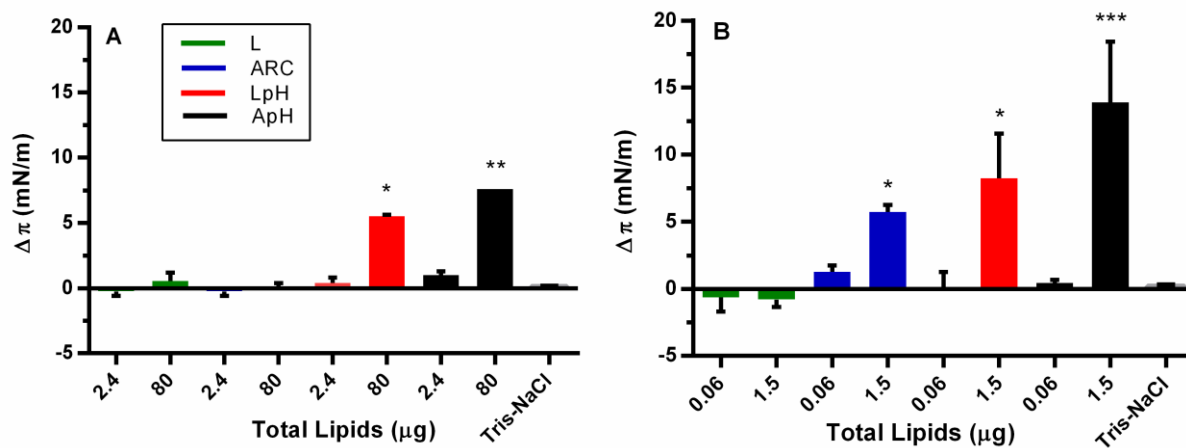 A
L
ARC
LpH
ApH
*
**
20
15
10
5
0
-5
Δπ (mN/m)
2.4 80 2.4 80 2.4 80 2.4 80 Tris-NaCl
Total Lipids (μg)
B
*
*
***
20
15
10
5
0
-5
Δπ (mN/m)
0.06 1.5 0.06 1.5 0.06 1.5 0.06 1.5 Tris-NaCl
Total Lipids (μg)